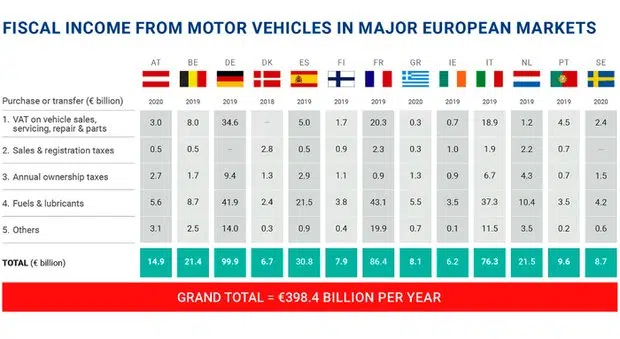 FISCAL INCOME FROM MOTOR VEHICLES IN MAJOR EUROPEAN MARKETS
AT BE DE DK ES FI FR GR IE IT NL PT SE
Purchase or transfer (€ billion) 2020 2019 2019 2018 2019 2019 2019 2019 2019 2019 2019 2019 2020
1. VAT on vehicle sales,
servicing, repair & parts 3.0 8.0 34.6 – 5.0 1.7 20.3 0.3 0.7 18.9 1.2 4.5 2.4
2. Sales & registration taxes 0.5 0.5 – 2.8 0.5 0.9 2.3 0.3 1.0 1.9 2.2 0.7 –
3. Annual ownership taxes 2.7 1.7 9.4 1.3 2.9 1.1 0.9 1.3 0.9 6.7 4.3 0.7 1.5
4. Fuels & lubricants 5.6 8.7 41.9 2.4 21.5 3.8 43.1 5.5 3.5 37.3 10.4 3.5 4.2
5. Others 3.1 2.5 14.0 0.3 0.9 0.4 19.9 0.7 0.1 11.5 3.5 0.2 0.6
TOTAL (€ billion) 14.9 21.4 99.9 6.7 30.8 7.9 86.4 8.1 6.2 76.3 21.5 9.6 8.7
GRAND TOTAL = €398.4 BILLION PER YEAR